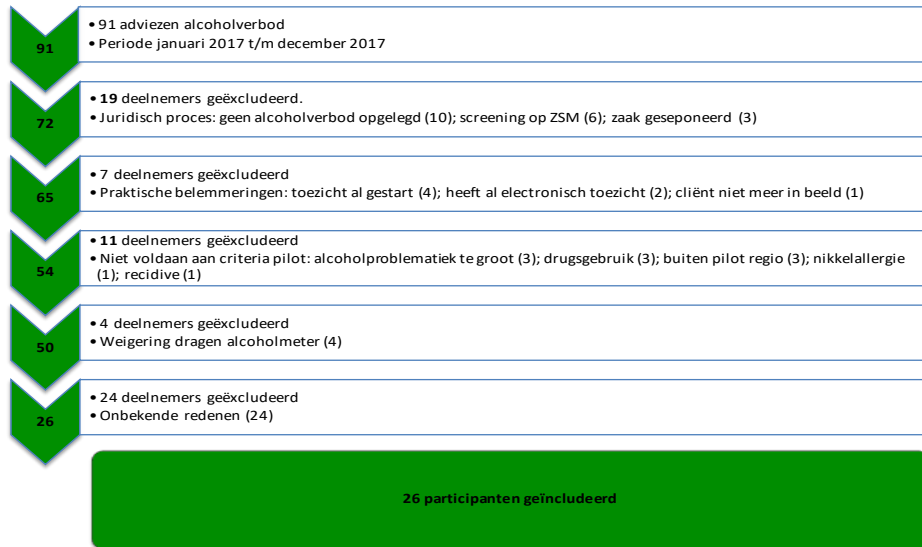 91
• 91 adviezen alcoholverbod
• Periode januari 2017 t/m december 2017
72
• 19 deelnemers geëxcludeerd.
• Juridisch proces: geen alcoholverbod opgelegd (10); screening op ZSM (6); zaak geseponeerd (3)
65
• 7 deelnemers geëxcludeerd
• Praktische belemmeringen: toezicht al gestart (4); heeft al electronisch toezicht (2); cliënt niet meer in beeld (1)
54
• 11 deelnemers geëxcludeerd
• Niet voldaan aan criteria pilot: alcoholproblematiek te groot (3); drugsgebruik (3); buiten pilot regio (3); nikkelallergie
(1); recidive (1)
50
• 4 deelnemers geëxcludeerd
• Weigering dragen alcoholmeter (4)
26
• 24 deelnemers geëxcludeerd
• Onbekende redenen (24)
26 participanten geïncludeerd